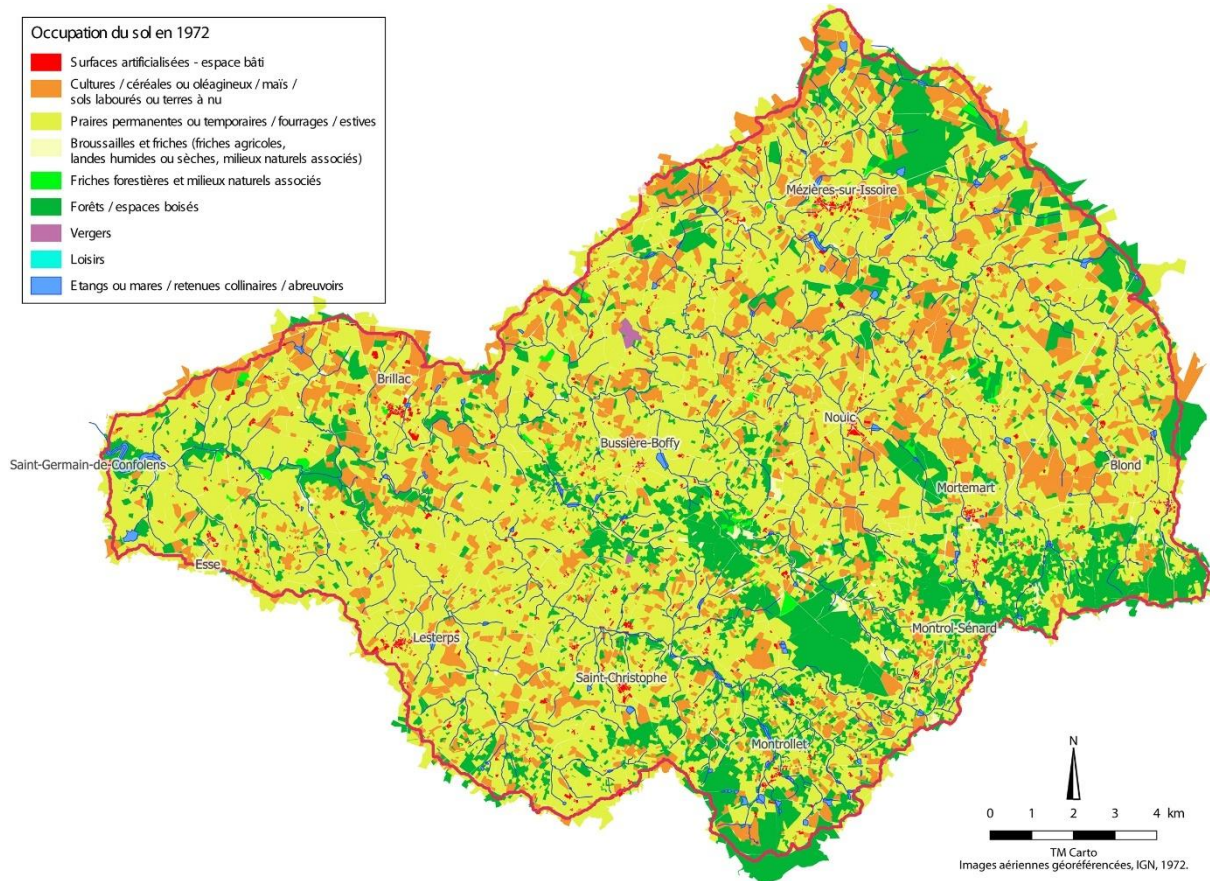 Occupation du sol en 1972
Surfaces artificialisées - espace bâti
Cultures / céréales ou oléagineux / maïs /
sols labourés ou terres à nu
Praires permanentes ou temporaires / fourrages / estives
Broussailles et friches (friches agricoles,
landes humides ou sèches, milieux naturels associés)
Friches forestières et milieux naturels associés
Forêts / espaces boisés
Vergers
Loisirs
Etangs ou mares / retenues collinaires / abreuvoirs
Mézières-sur-Issoire
Brillac
Nouic
Bussière-Boffy
Saint-Germain-de-Confolens
Blond
Mortemart
Esse
Montrol-Sénard
Lesterps
Saint-Christophe
Montrollet
N
0 1 2 3 4 km
TM Carto
Images aériennes géoréférencées, IGN, 1972.